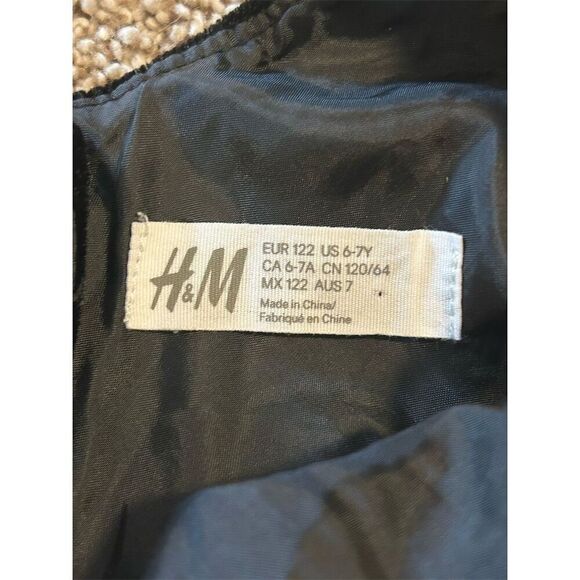 H&M
EUR 122 US 6-7Y
CA 6-7A CN 120/64
MX 122 AUS 7
Made in China/
Fabriqué en Chine